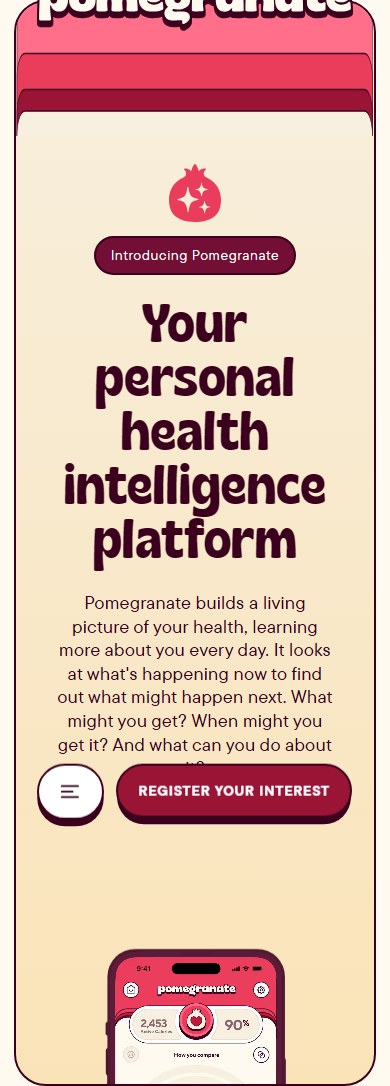 pomegranate
Introducing Pomegranate
Your
personal
health
intelligence
platform
Pomegranate builds a living
picture of your health, learning
more about you every day. It looks
at what's happening now to find
out what might happen next. What
might you get? When might you
get it? And what can you do about
it?
REGISTER YOUR INTEREST
9:41
pomegranate
2,453
Active Calories
90%
How you compare